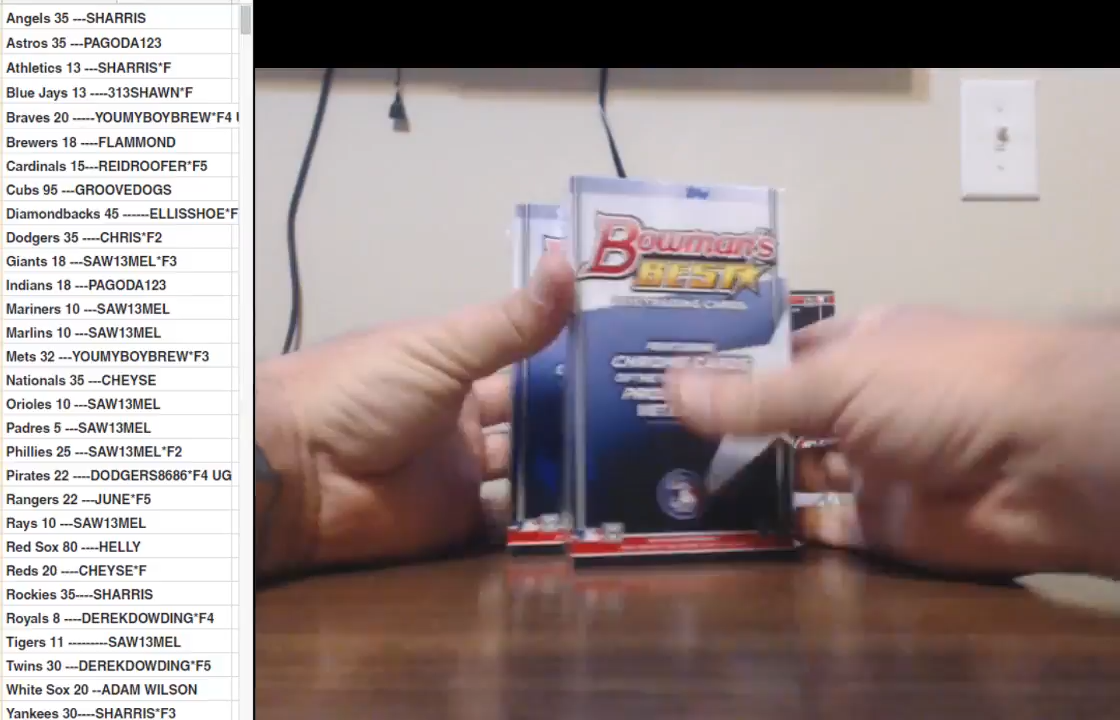 Angels 35 ---SHARRIS
Astros 35 ---PAGODA123
Athletics 13 ---SHARRIS*F
Blue Jays 13 ----313SHAWN*F
Braves 20 -----YOUMYBOYBREW*F4
Brewers 18 ----FLAMMOND
Cardinals 15---REIDROOFER*F5
Cubs 95 ---GROOVEDOGS
Diamondbacks 45 ------ELLISSHOE*F
Dodgers 35 ----CHRIS*F2
Giants 18 ----SAW13MEL*F3
Indians 18 ---PAGODA123
Mariners 10 ---SAW13MEL
Marlins 10 ----SAW13MEL
Mets 32 ---YOUMYBOYBREW*F3
Nationals 35 ---CHEYSE
Orioles 10 ---SAW13MEL
Padres 5 ---SAW13MEL
Phillies 25 ----SAW13MEL*F2
Pirates 22 ----DODGERS8686*F4 UG
Rangers 22 ---JUNE*F5
Rays 10 ---SAW13MEL
Red Sox 80 ----HELLY
Reds 20 ----CHEYSE*F
Rockies 35----SHARRIS
Royals 8 ----DEREKDOWDING*F4
Tigers 11 ---------SAW13MEL
Twins 30 ---DEREKDOWDING*F5
White Sox 20 --ADAM WILSON
Yankees 30----SHARRIS*F3
Bowman's
BEST